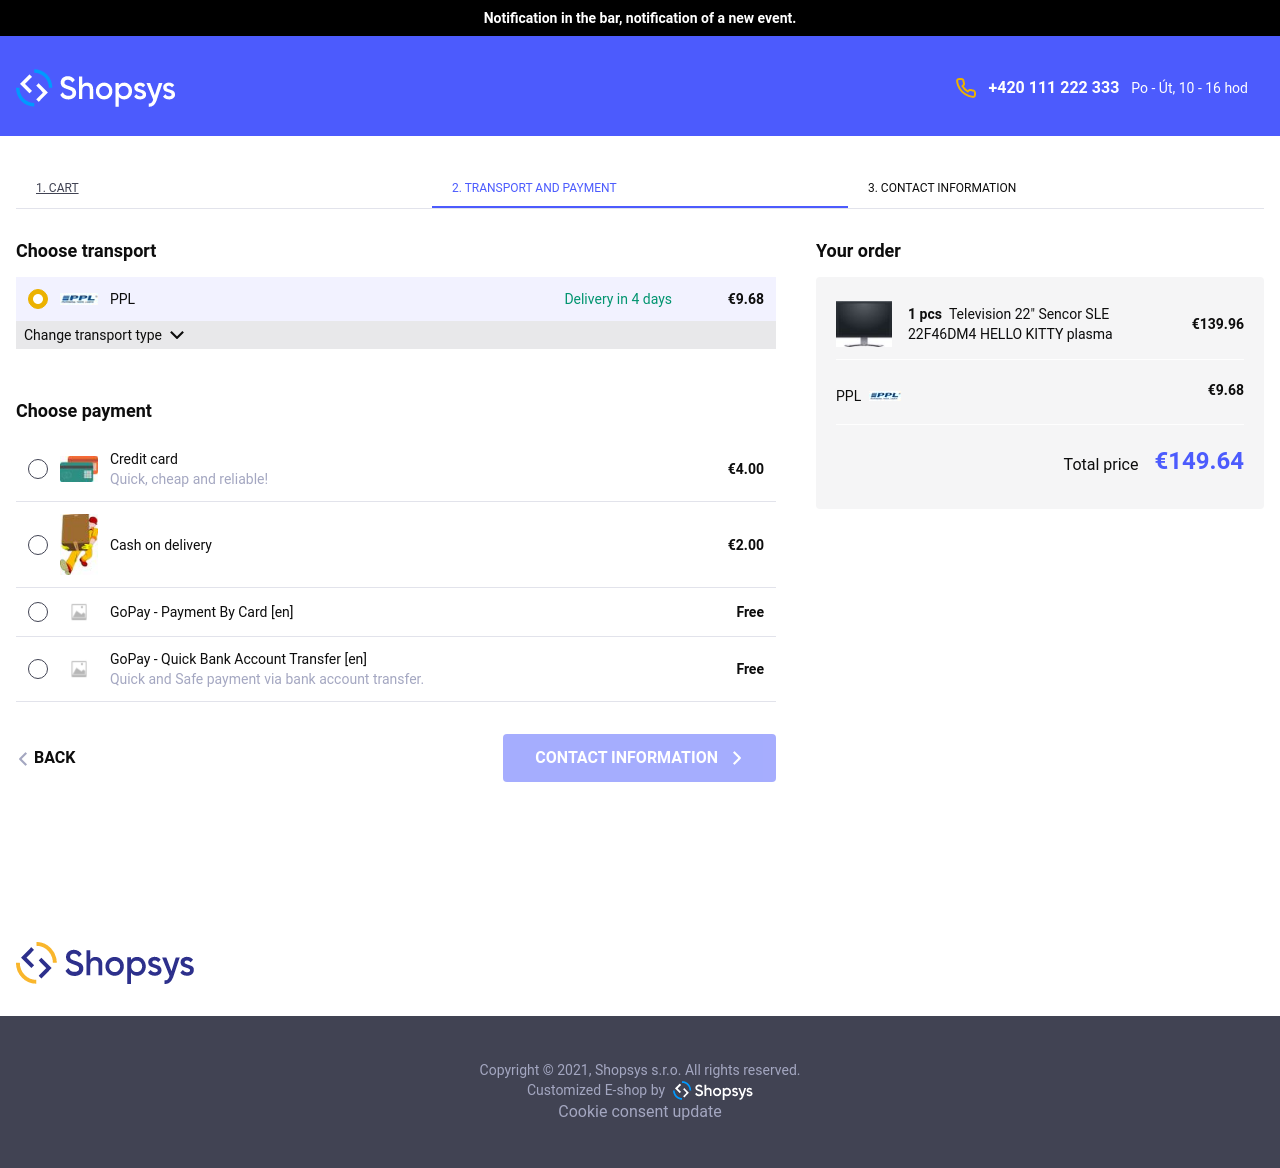 Notification in the bar, notification of a new event.
Shopsys
+420 111 222 333 Po - Út, 10 - 16 hod
1. CART
2. TRANSPORT AND PAYMENT
3. CONTACT INFORMATION
Choose transport
PPL PPL Delivery in 4 days €9.68
Change transport type
Choose payment
Credit card
Quick, cheap and reliable!
€4.00
Cash on delivery €2.00
GoPay - Payment By Card [en] Free
GoPay - Quick Bank Account Transfer [en]
Quick and Safe payment via bank account transfer.
Free
BACK
CONTACT INFORMATION
Your order
1 pcs Television 22" Sencor SLE
22F46DM4 HELLO KITTY plasma
€139.96
PPL PPL €9.68
Total price €149.64
Shopsys
Copyright © 2021, Shopsys s.r.o. All rights reserved.
Customized E-shop by Shopsys
Cookie consent update